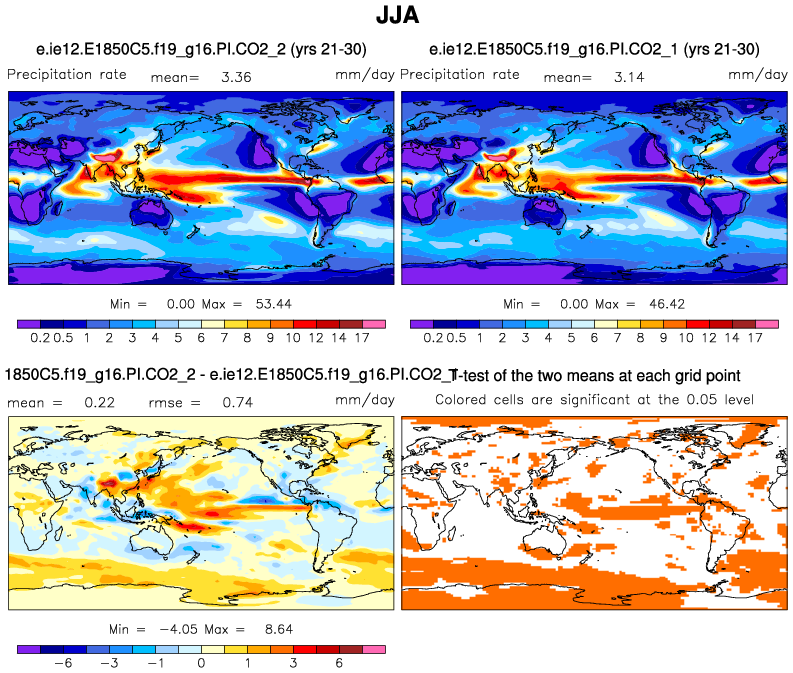 JJA
e.ie12.E1850C5.f19_g16.PI.CO2_2 (yrs 21-30)
Precipitation rate mean= 3.36 mm/day
Min = 0.00 Max = 53.44
0.2 0.5 1 2 3 4 5 6 7 8 9 10 12 14 17
e.ie12.E1850C5.f19_g16.PI.CO2_1 (yrs 21-30)
Precipitation rate mean= 3.14 mm/day
Min = 0.00 Max = 46.42
0.2 0.5 1 2 3 4 5 6 7 8 9 10 12 14 17
1850C5.f19_g16.PI.CO2_2 - e.ie12.E1850C5.f19_g16.PI.CO2_1
mean = 0.22 rmse = 0.74 mm/day
Min = −4.05 Max = 8.64
−6 −3 −1 0 1 3 6
T-test of the two means at each grid point
Colored cells are significant at the 0.05 level